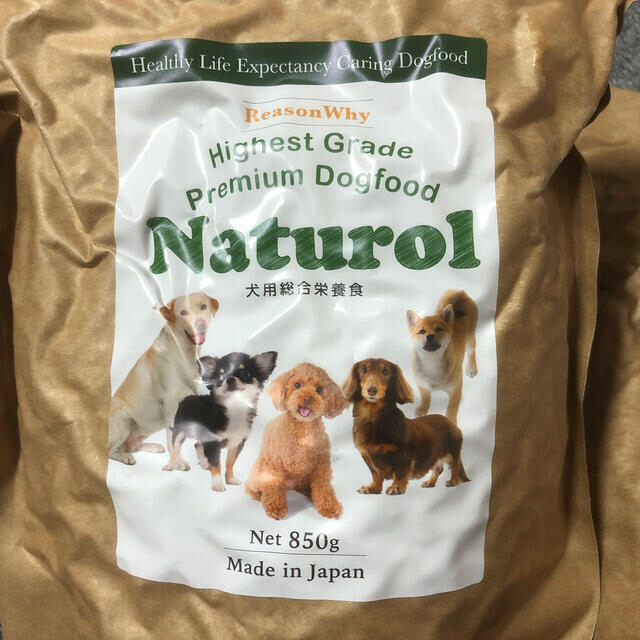 Healthy Life Expectancy Caring Dogfood
ReasonWhy
Highest Grade
Premium Dogfood
Naturol
犬用総合栄養食
Net 850g
Made in Japan